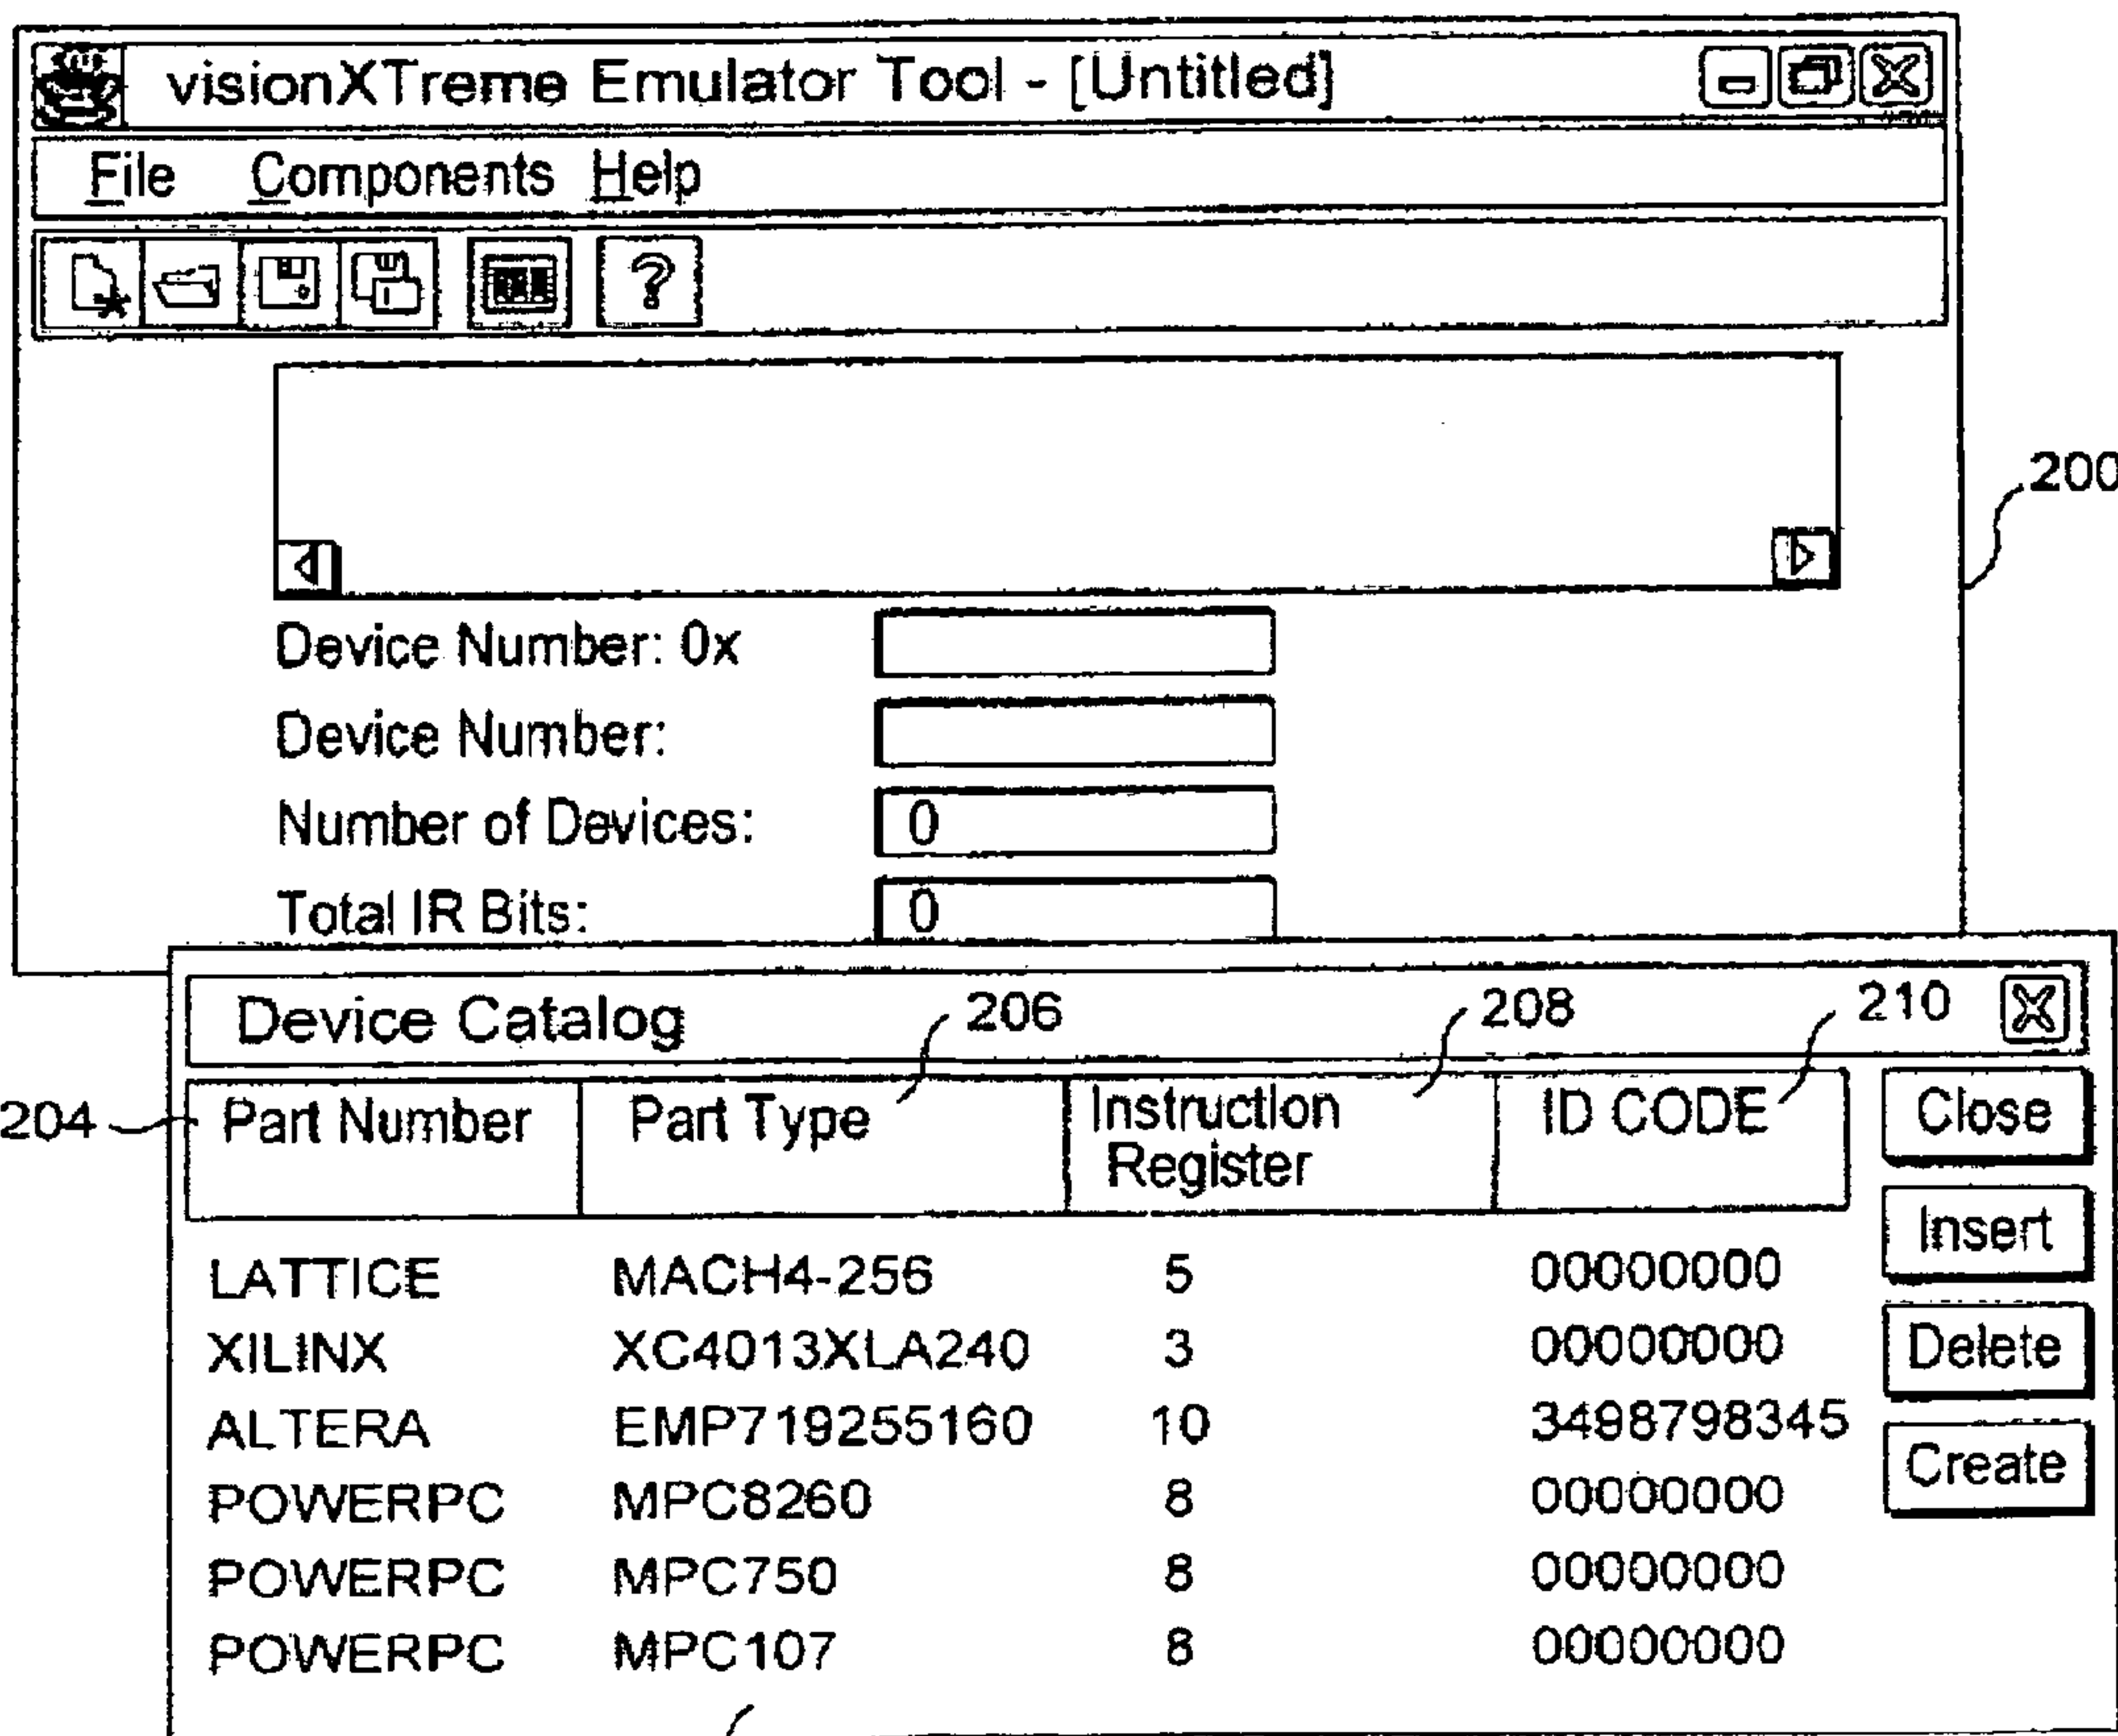 visionXTreme Emulator Tool - [Untitled]
File Components Help
?
200
Device Number: 0x
Device Number:
Number of Devices: 0
Total IR Bits: 0
Device Catalog 206 208 210
204 Part Number Part Type Instruction Register ID CODE Close
Insert
LATTICE MACH4-256 5 00000000
XILINX XC4013XLA240 3 00000000 Delete
ALTERA EMP719255160 10 3498798345
Create
POWERPC MPC8260 8 00000000
POWERPC MPC750 8 00000000
POWERPC MPC107 8 00000000